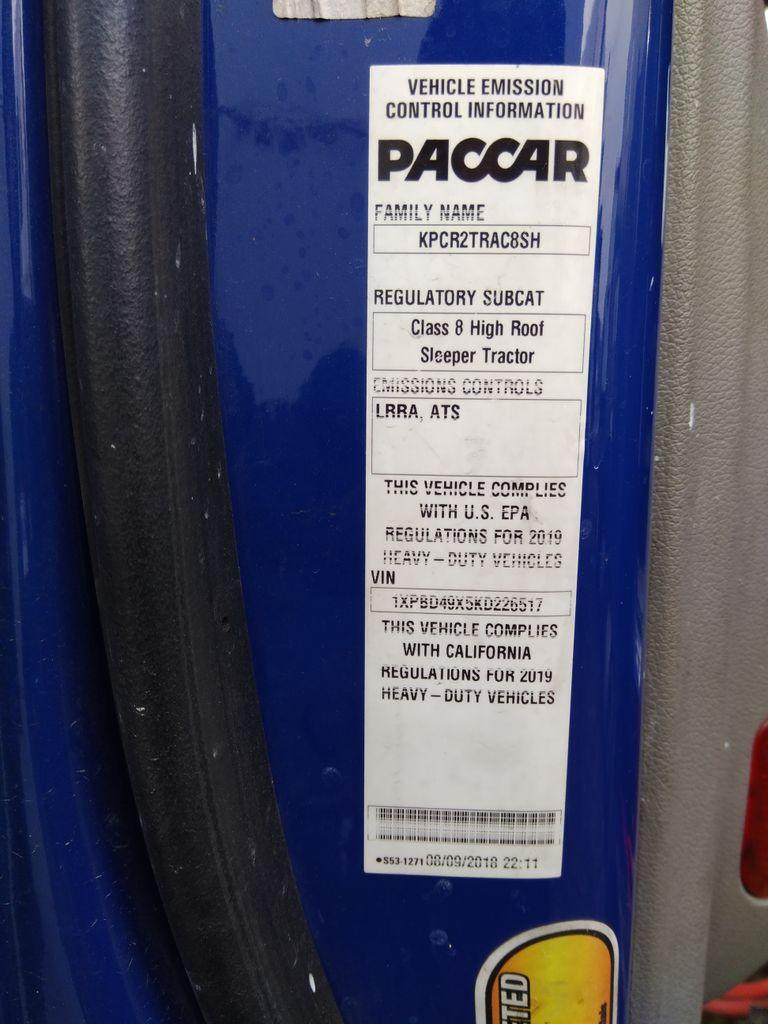 VEHICLE EMISSION
CONTROL INFORMATION
PACCAR
FAMILY NAME
KPCR2TRAC8SH
REGULATORY SUBCAT
Class 8 High Roof
Sleeper Tractor
EMISSIONS CONTROLS
LRRA, ATS
THIS VEHICLE COMPLIES
WITH U.S. EPA
REGULATIONS FOR 2019
HEAVY-DUTY VEHICLES
VIN
1XPBD49X5KD226517
THIS VEHICLE COMPLIES
WITH CALIFORNIA
REGULATIONS FOR 2019
HEAVY-DUTY VEHICLES
•S53-1271 08/09/2018 22:11
TED